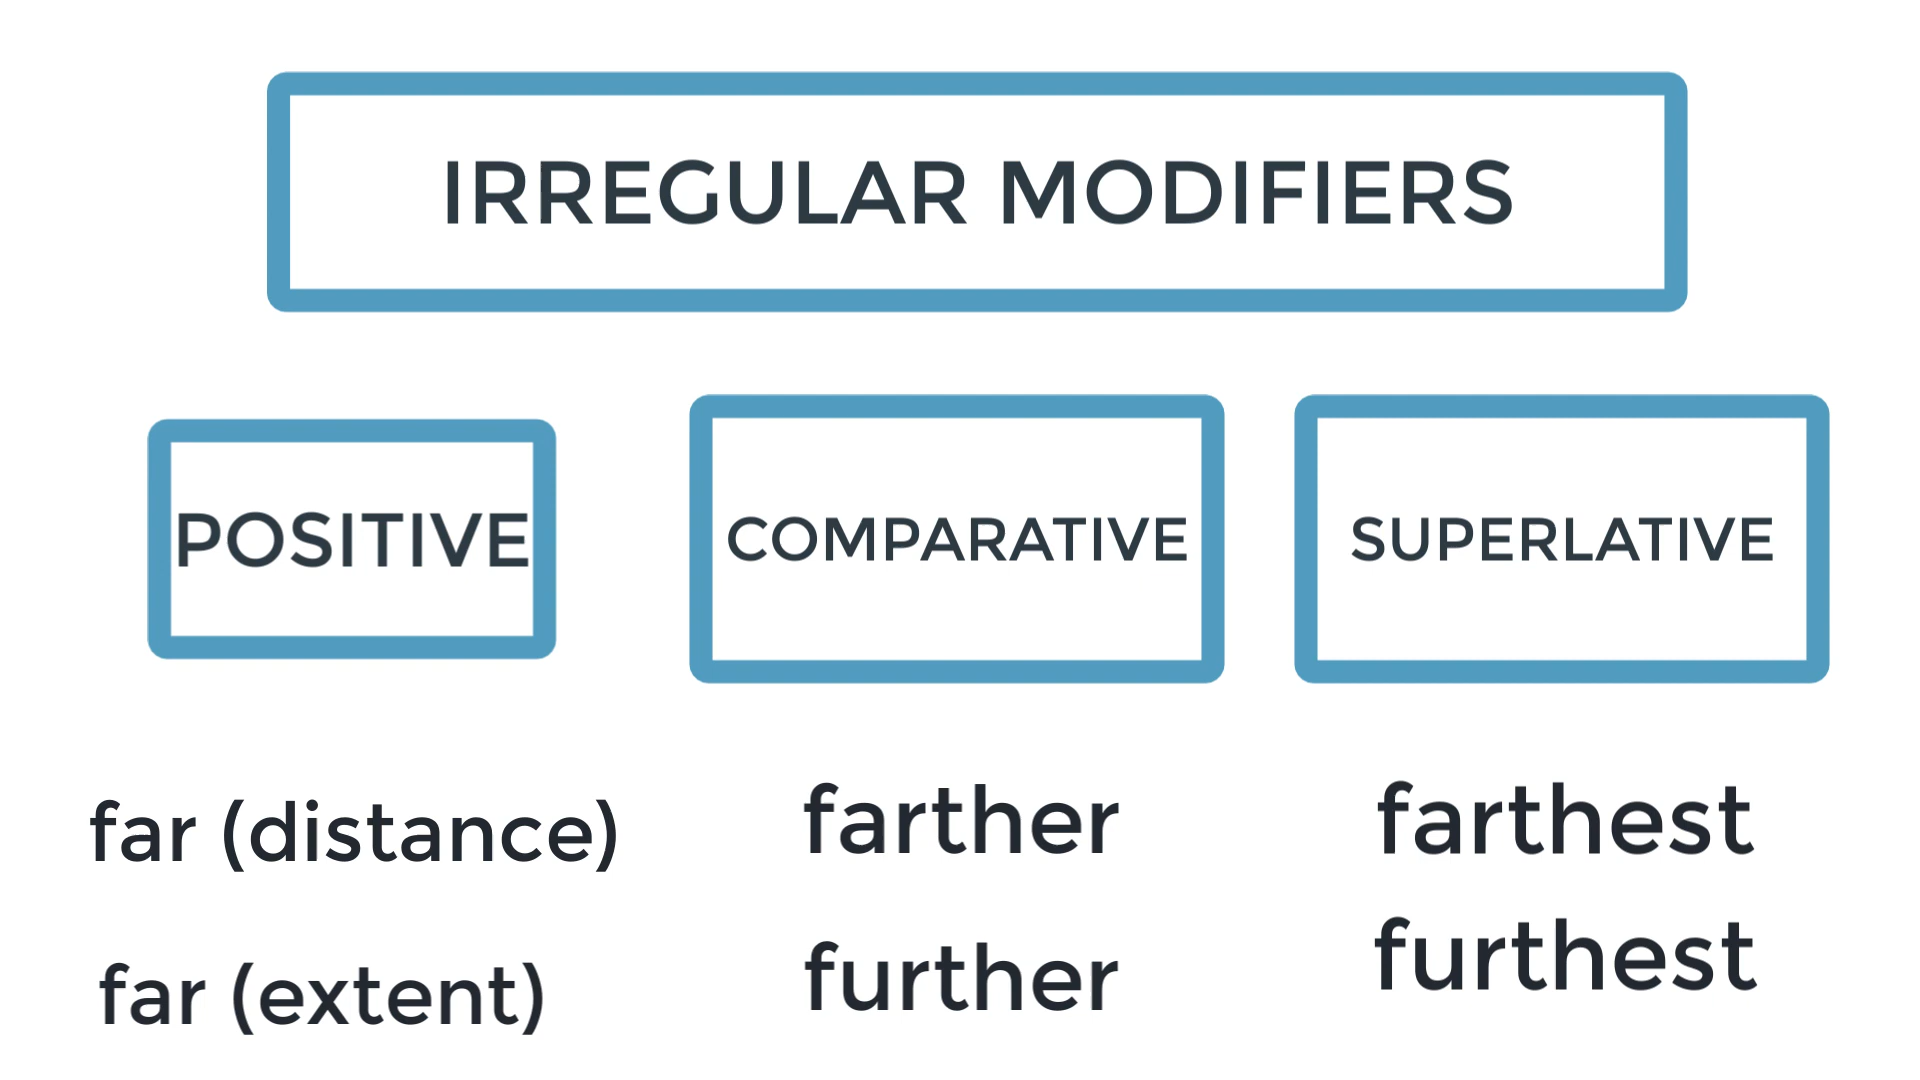 IRREGULAR MODIFIERS
POSITIVE COMPARATIVE SUPERLATIVE
far (distance) farther farthest
far (extent) further furthest